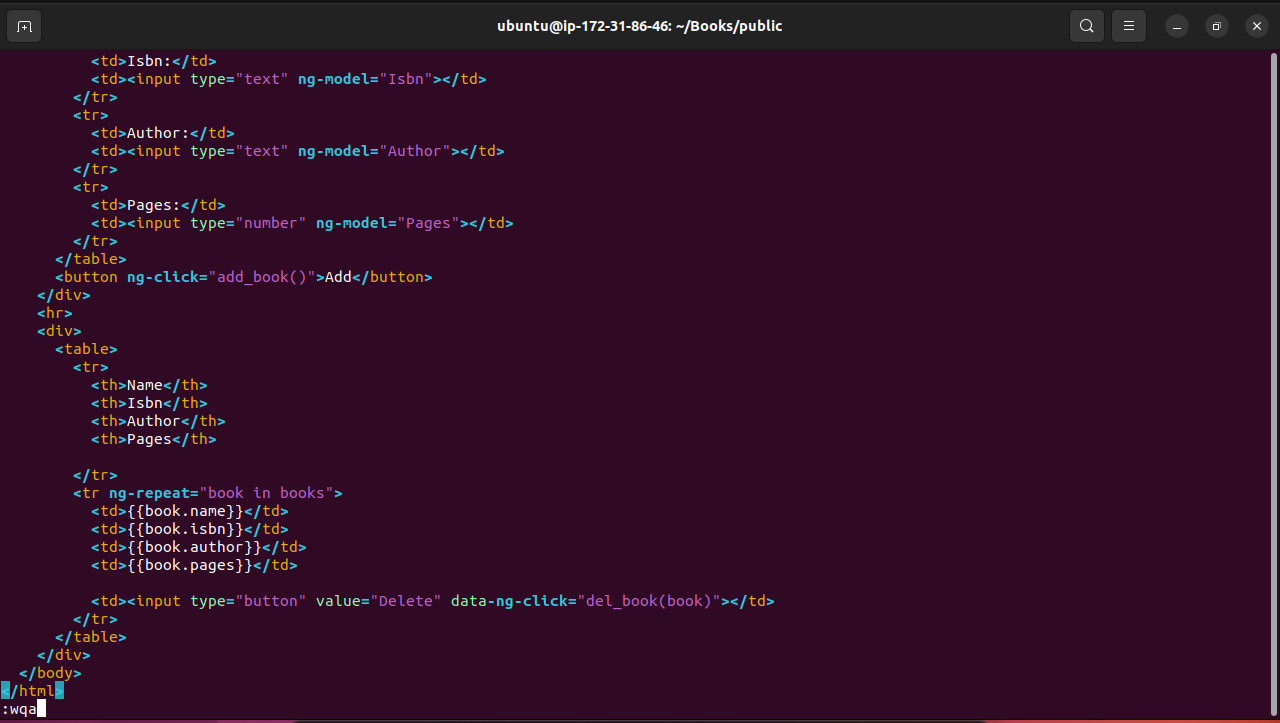 ubuntu@ip-172-31-86-46: ~/Books/public
<td>Isbn:</td>
<td><input type="text" ng-model="Isbn"></td>
</tr>
<tr>
<td>Author:</td>
<td><input type="text" ng-model="Author"></td>
</tr>
<tr>
<td>Pages:</td>
<td><input type="number" ng-model="Pages"></td>
</tr>
</table>
<button ng-click="add_book()">Add</button>
</div>
<hr>
<div>
<table>
<tr>
<th>Name</th>
<th>Isbn</th>
<th>Author</th>
<th>Pages</th>
</tr>
<tr ng-repeat="book in books">
<td>{{book.name}}</td>
<td>{{book.isbn}}</td>
<td>{{book.author}}</td>
<td>{{book.pages}}</td>
<td><input type="button" value="Delete" data-ng-click="del_book(book)"></td>
</tr>
</table>
</div>
</body>
</html>
:wqa